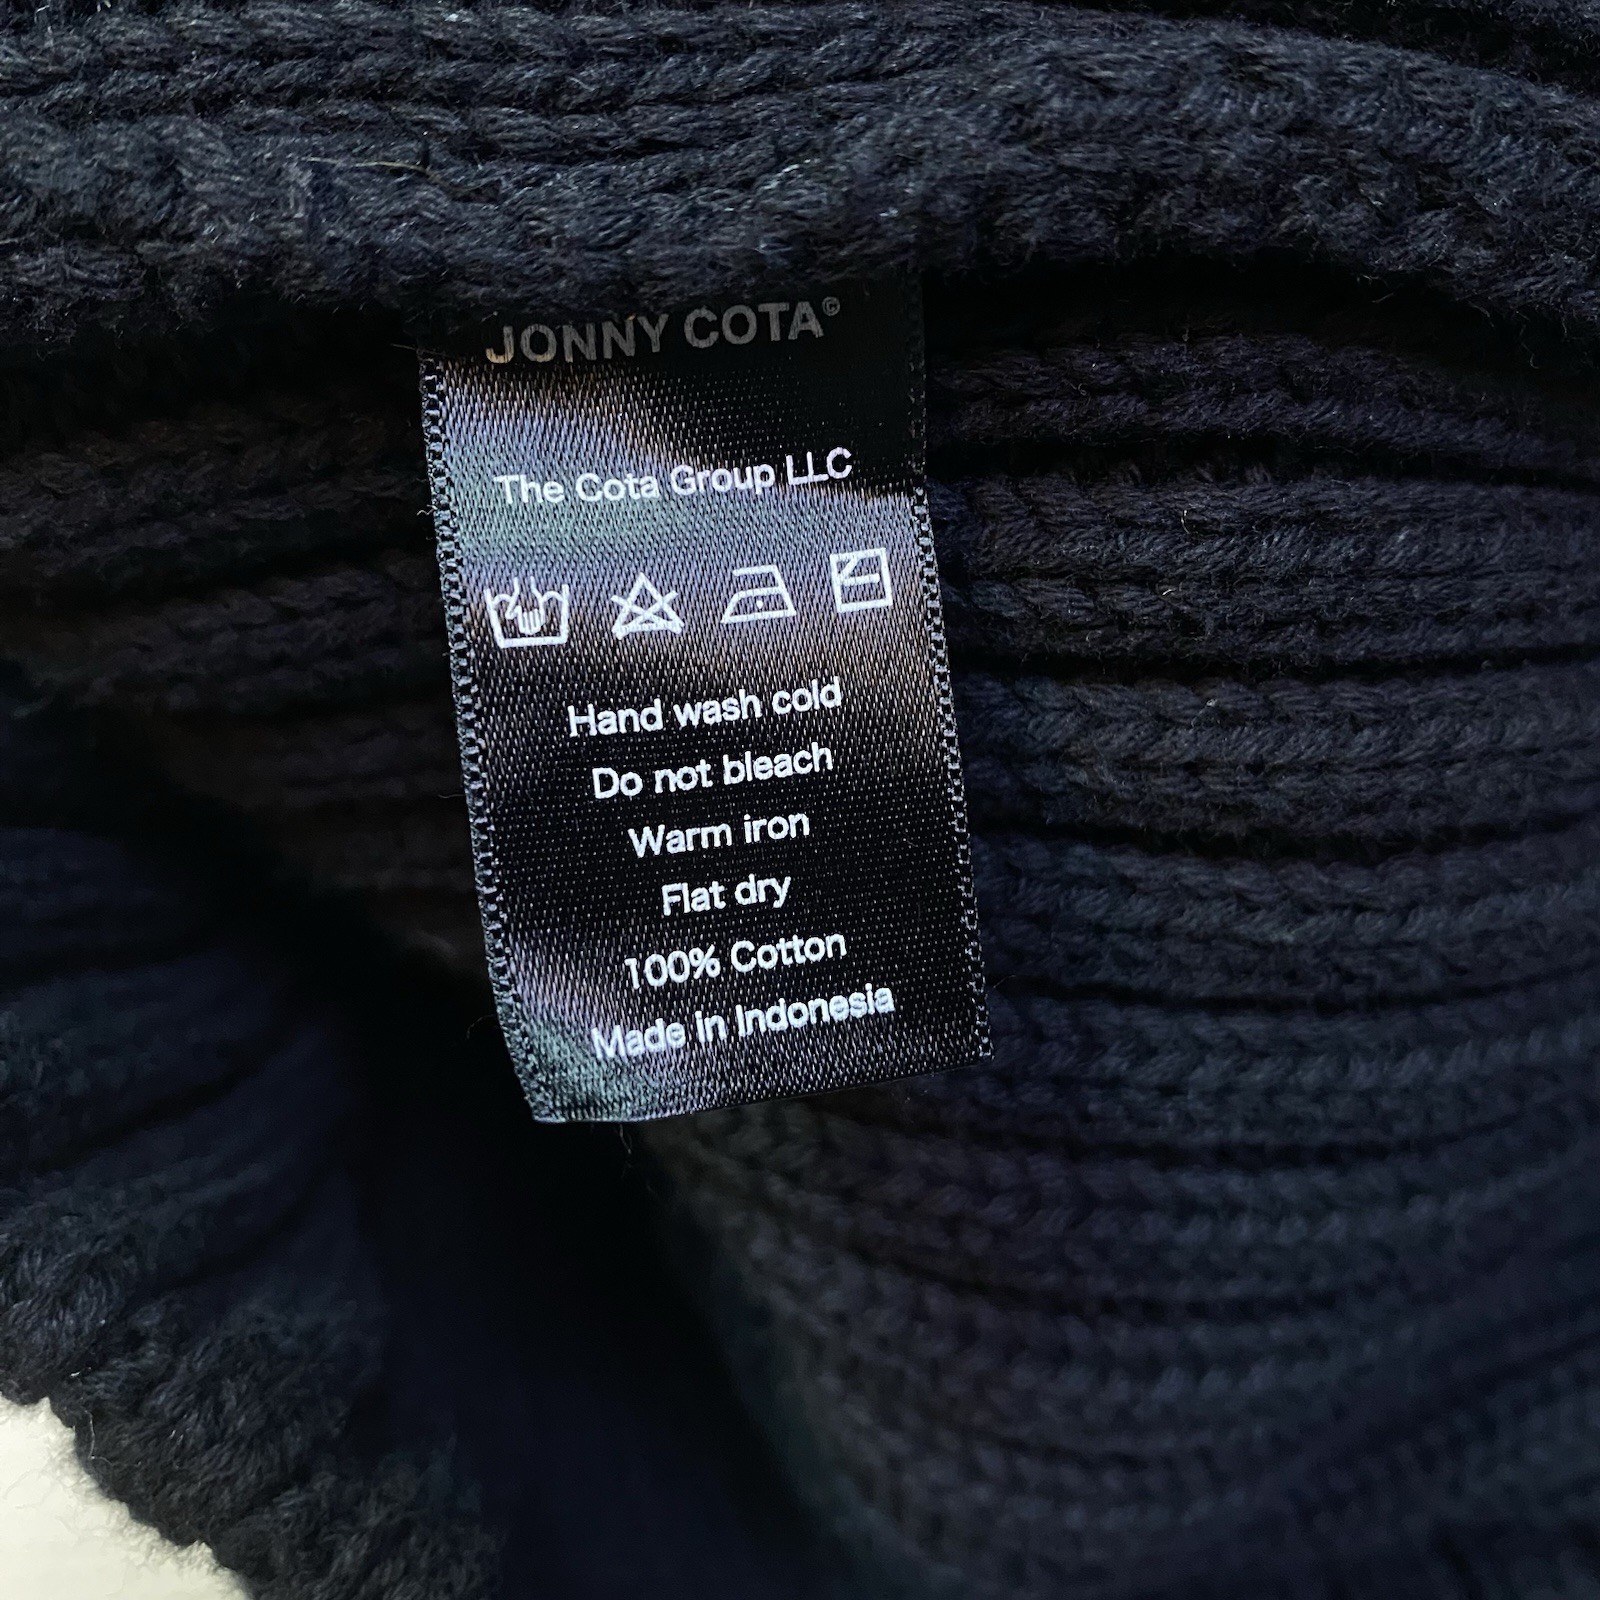 JONNY COTA©
The Cota Group LLC
Hand wash cold
Do not bleach
Warm iron
Flat dry
100% Cotton
Made in Indonesia